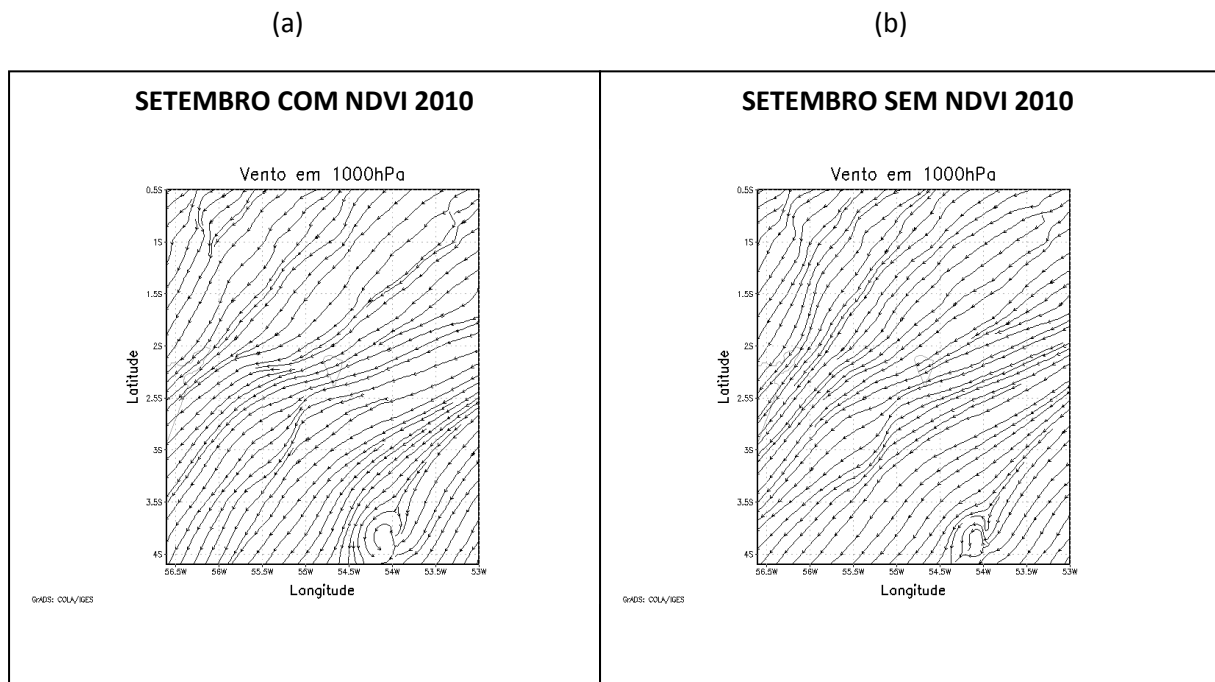 (a)
(b)
SETEMBRO COM NDVI 2010
Vento em 1000hPa
0.5S
1S
1.5S
2S
2.5S
3S
3.5S
4S
Latitude
56.5W 56W 55.5W 55W 54.5W 54W 53.5W 53W
Longitude
GrADS: COLA/IGES
SETEMBRO SEM NDVI 2010
Vento em 1000hPa
0.5S
1S
1.5S
2S
2.5S
3S
3.5S
4S
Latitude
56.5W 56W 55.5W 55W 54.5W 54W 53.5W 53W
Longitude
GrADS: COLA/IGES